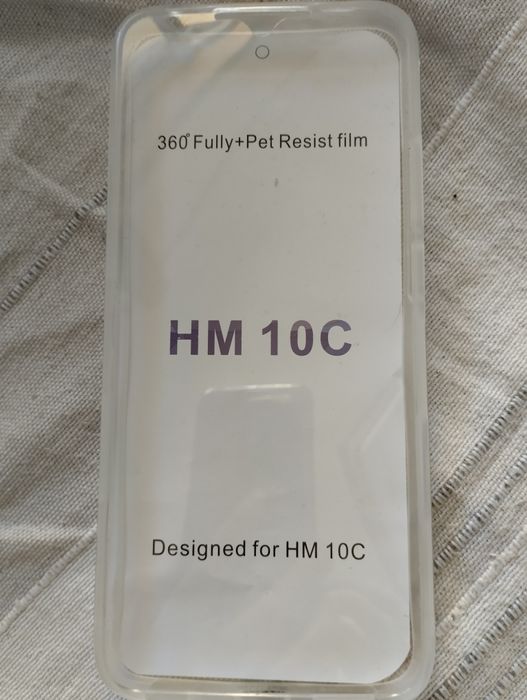 360°Fully+Pet Resist film
HM 10C
Designed for HM 10C